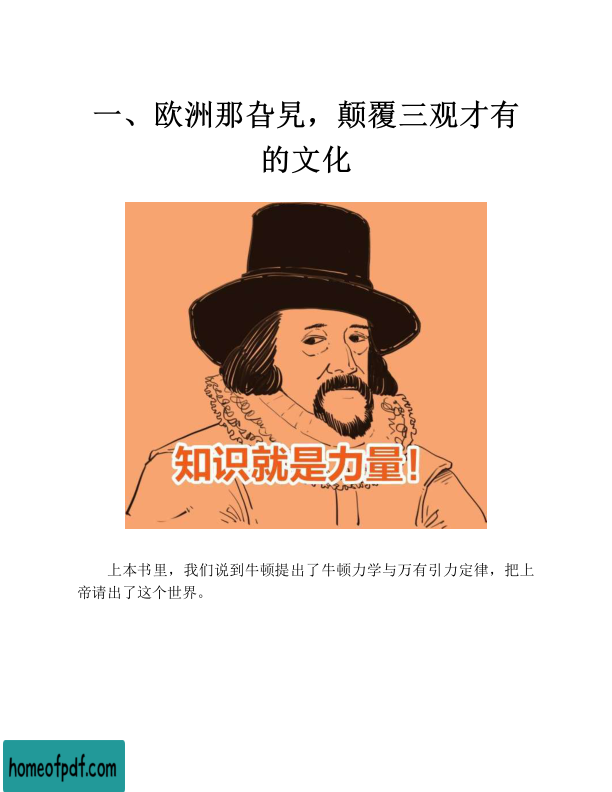 一、欧洲那旮旯，颠覆三观才有
的文化
知识就是力量！
上本书里，我们说到牛顿提出了牛顿力学与万有引力定律，把上
帝请出了这个世界。
homeofpdf.com